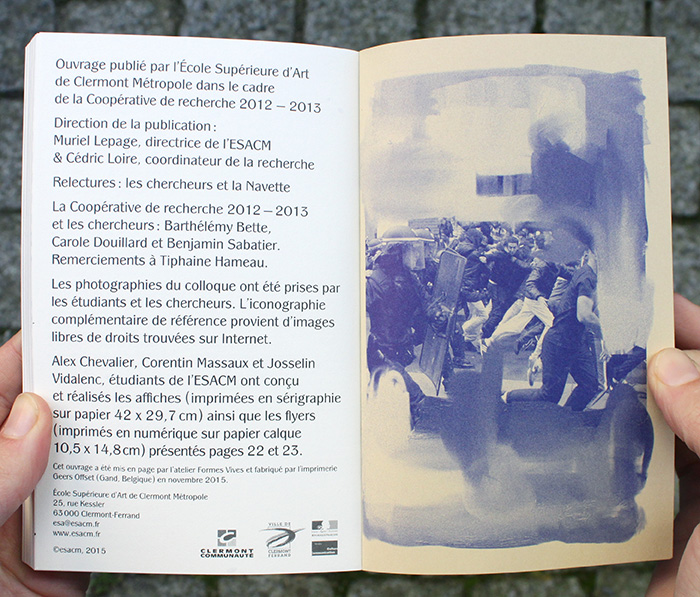 Ouvrage publié par l'École Supérieure d'Art
de Clermont Métropole dans le cadre
de la Coopérative de recherche 2012 – 2013
Direction de la publication :
Muriel Lepage, directrice de l'ESACM
& Cédric Loire, coordinateur de la recherche
Relectures : les chercheurs et la Navette
La Coopérative de recherche 2012 – 2013
et les chercheurs : Barthélémy Bette,
Carole Douillard et Benjamin Sabatier.
Remerciements à Tiphaine Hameau.
Les photographies du colloque ont été prises par
les étudiants et les chercheurs. L'iconographie
complémentaire de référence provient d'images
libres de droits trouvées sur Internet.
Alex Chevalier, Corentin Massaux et Josselin
Vidalenc, étudiants de l'ESACM ont conçu
et réalisés les affiches (imprimées en sérigraphie
sur papier 42 x 29,7 cm) ainsi que les flyers
(imprimés en numérique sur papier calque
10,5 x 14,8 cm) présentés pages 22 et 23.
Cet ouvrage a été mis en page par l'atelier Formes Vives et fabriqué par l'imprimerie
Geers Offset (Gand, Belgique) en novembre 2015.
École Supérieure d'Art de Clermont Métropole
25, rue Kessler
63 000 Clermont-Ferrand
esa@esacm.fr
www.esacm.fr
©esacm, 2015
CLERMONT
COMMUNAUTÉ
VILLE DE
CLERMONT
FERRAND